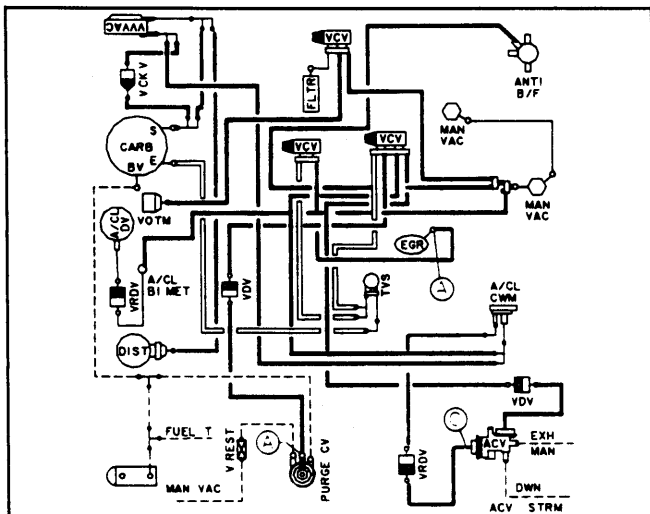 VVVAC
VCV
VCKV
FLTR
ANTI
B/F
S
CARB
E
BV
VCV
VCV
MAN
VAC
VOTM
MAN
VAC
A/CL
DV
EGR
A
A/CL
BI MET
VRDV
VDV
TVS
A/CL
CWM
DIST
VDV
FUEL T
V REST
A
PURGE CV
C
ACV
EXH
MAN
VRDV
MAN VAC
DWN
ACV STRM